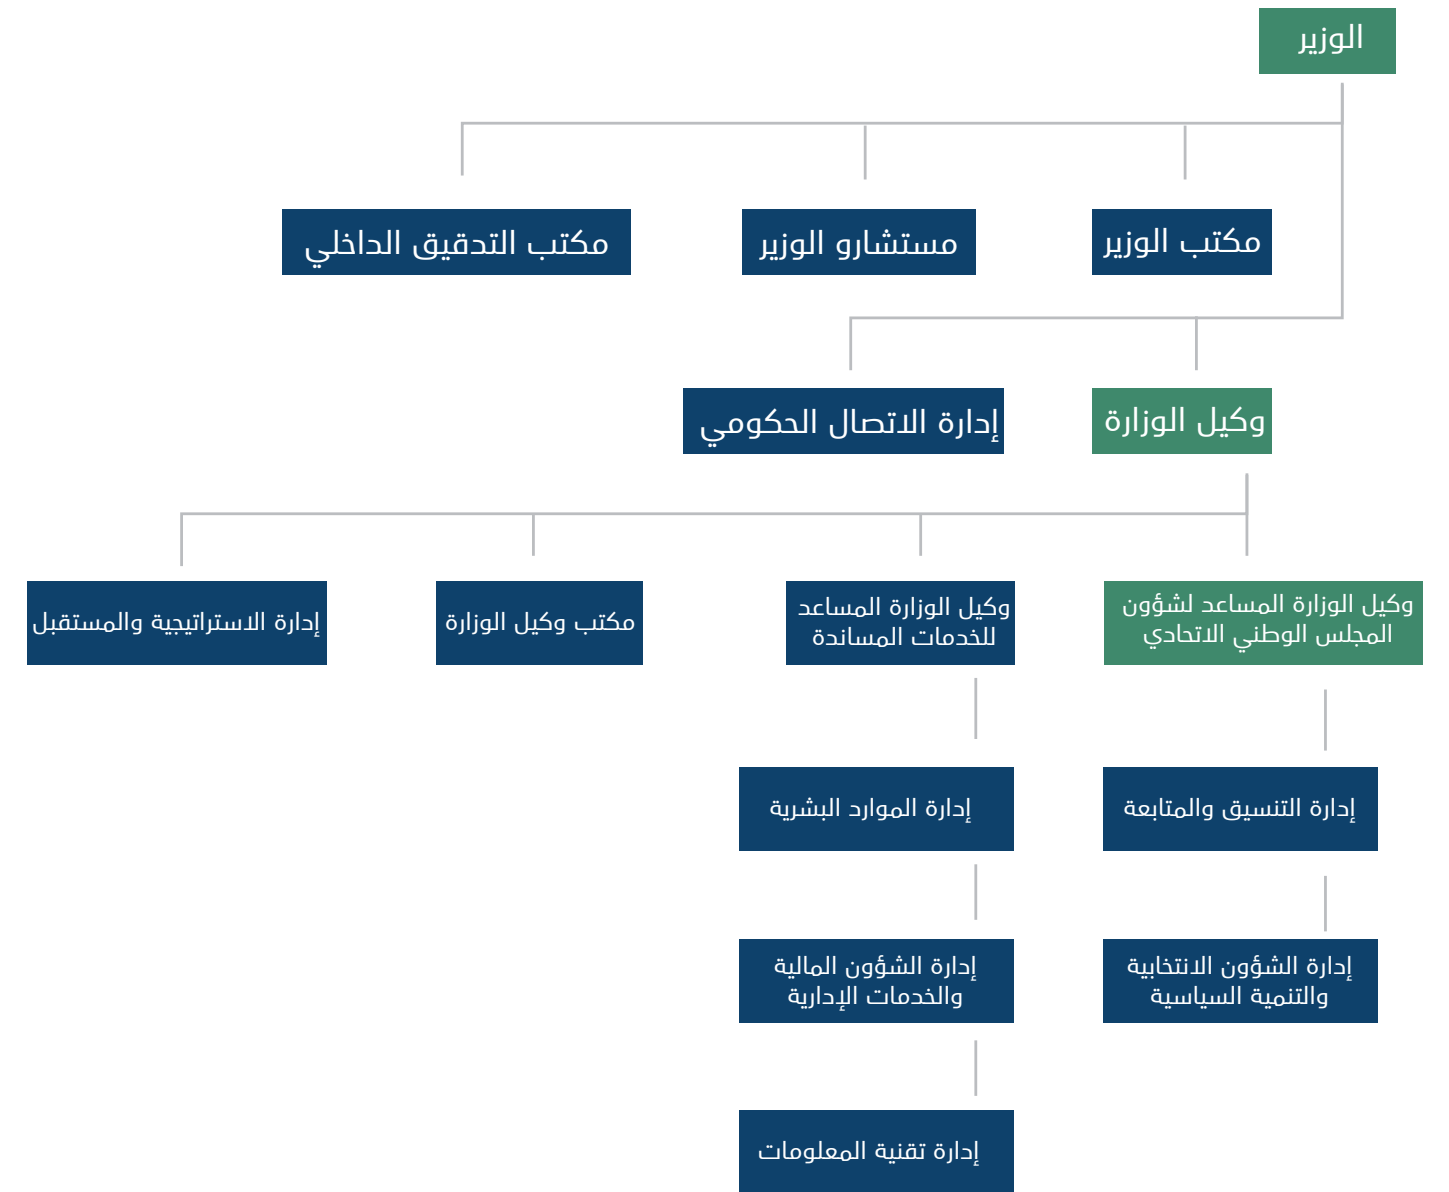 الوزير
مكتب الوزير
مستشارو الوزير
مكتب التدقيق الداخلي
وكيل الوزارة
إدارة الاتصال الحكومي
وكيل الوزارة المساعد لشؤون
المجلس الوطني الاتحادي
وكيل الوزارة المساعد
للخدمات المساندة
مكتب وكيل الوزارة
إدارة الاستراتيجية والمستقبل
إدارة التنسيق والمتابعة
إدارة الموارد البشرية
إدارة الشؤون الانتخابية
والتنمية السياسية
إدارة الشؤون المالية
والخدمات الإدارية
إدارة تقنية المعلومات